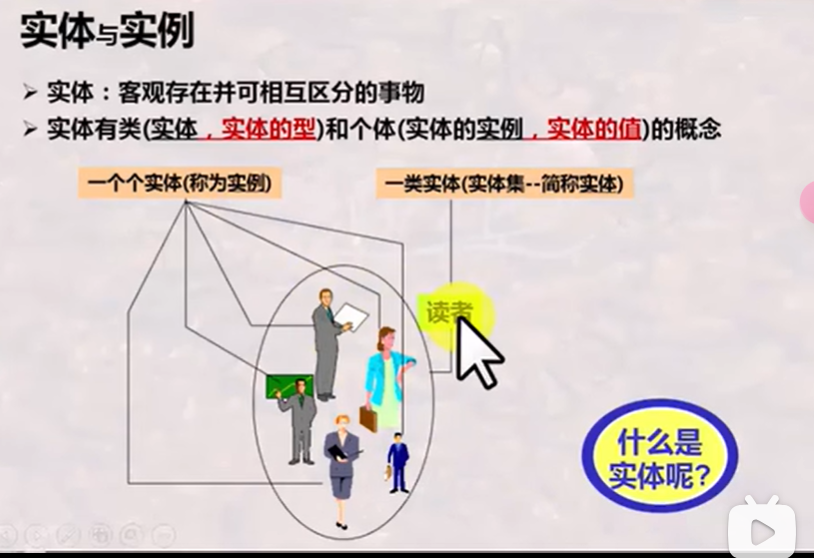 实体与实例
实体：客观存在并可相互区分的事物
实体有类(实体，实体的型)和个体(实体的实例，实体的值)的概念
一个个实体(称为实例)
一类实体(实体集--简称实体)
读者
什么是
实体呢?